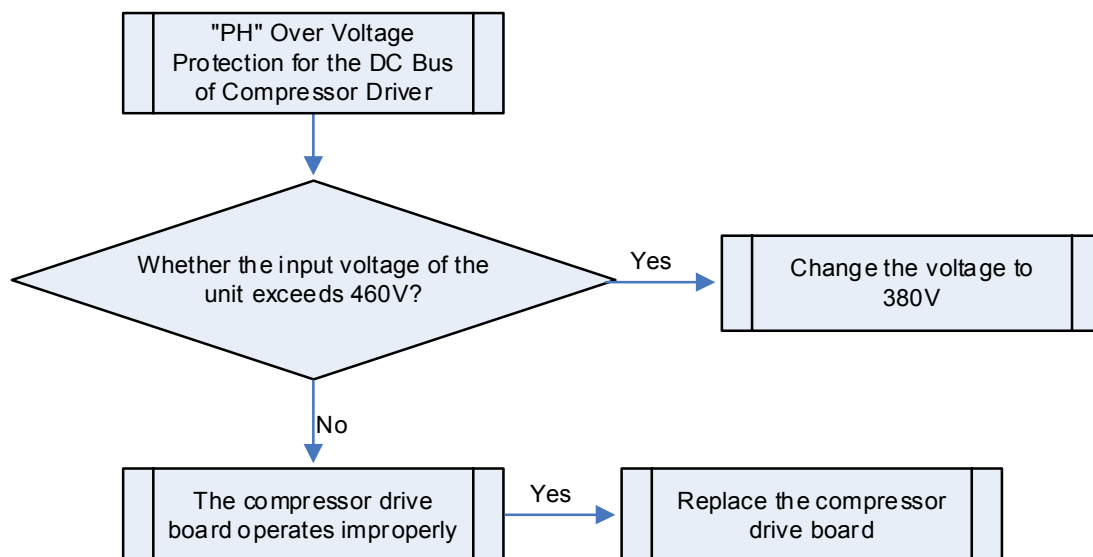 "PH" Over Voltage
Protection for the DC Bus
of Compressor Driver
Whether the input voltage of the
unit exceeds 460V?
Yes
Change the voltage to
380V
No
The compressor drive
board operates improperly
Yes
Replace the compressor
drive board